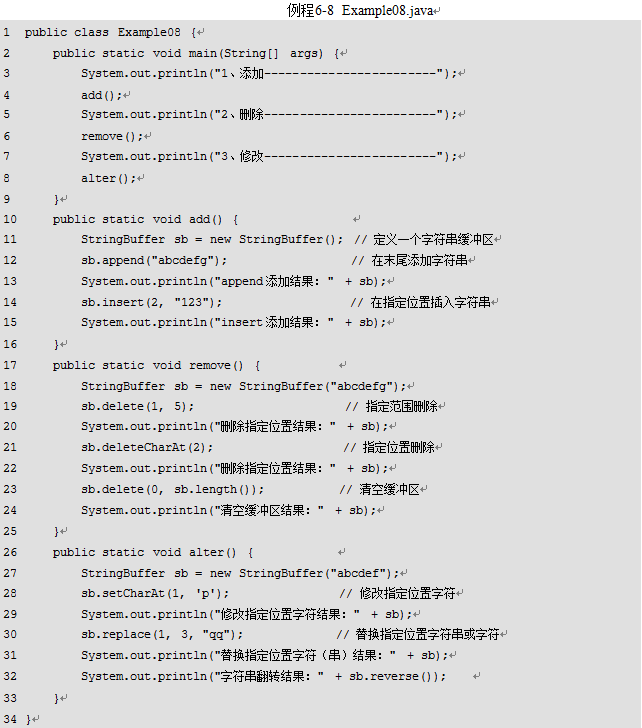 例程6-8 Example08.java↵
1 public class Example08 {↵
2     public static void main(String[] args) {↵
3         System.out.println("1、添加------------------------");↵
4         add();↵
5         System.out.println("2、删除------------------------");↵
6         remove();↵
7         System.out.println("3、修改------------------------");↵
8         alter();↵
9     }↵
10     public static void add() {                ↵
11         StringBuffer sb = new StringBuffer(); // 定义一个字符串缓冲区↵
12         sb.append("abcdefg");                  // 在末尾添加字符串↵
13         System.out.println("append添加结果：" + sb);↵
14         sb.insert(2, "123");                  // 在指定位置插入字符串↵
15         System.out.println("insert添加结果：" + sb);↵
16     }↵
17     public static void remove() {            ↵
18         StringBuffer sb = new StringBuffer("abcdefg");↵
19         sb.delete(1, 5);                      // 指定范围删除↵
20         System.out.println("删除指定位置结果：" + sb);↵
21         sb.deleteCharAt(2);                   // 指定位置删除↵
22         System.out.println("删除指定位置结果：" + sb);↵
23         sb.delete(0, sb.length());           // 清空缓冲区↵
24         System.out.println("清空缓冲区结果：" + sb);↵
25     }↵
26     public static void alter() {             ↵
27         StringBuffer sb = new StringBuffer("abcdef");↵
28         sb.setCharAt(1, 'p');                // 修改指定位置字符↵
29         System.out.println("修改指定位置字符结果：" + sb);↵
30         sb.replace(1, 3, "qq");              // 替换指定位置字符串或字符↵
31         System.out.println("替换指定位置字符（串）结果：" + sb);↵
32         System.out.println("字符串翻转结果：" + sb.reverse());    ↵
33     }↵
34 }↵